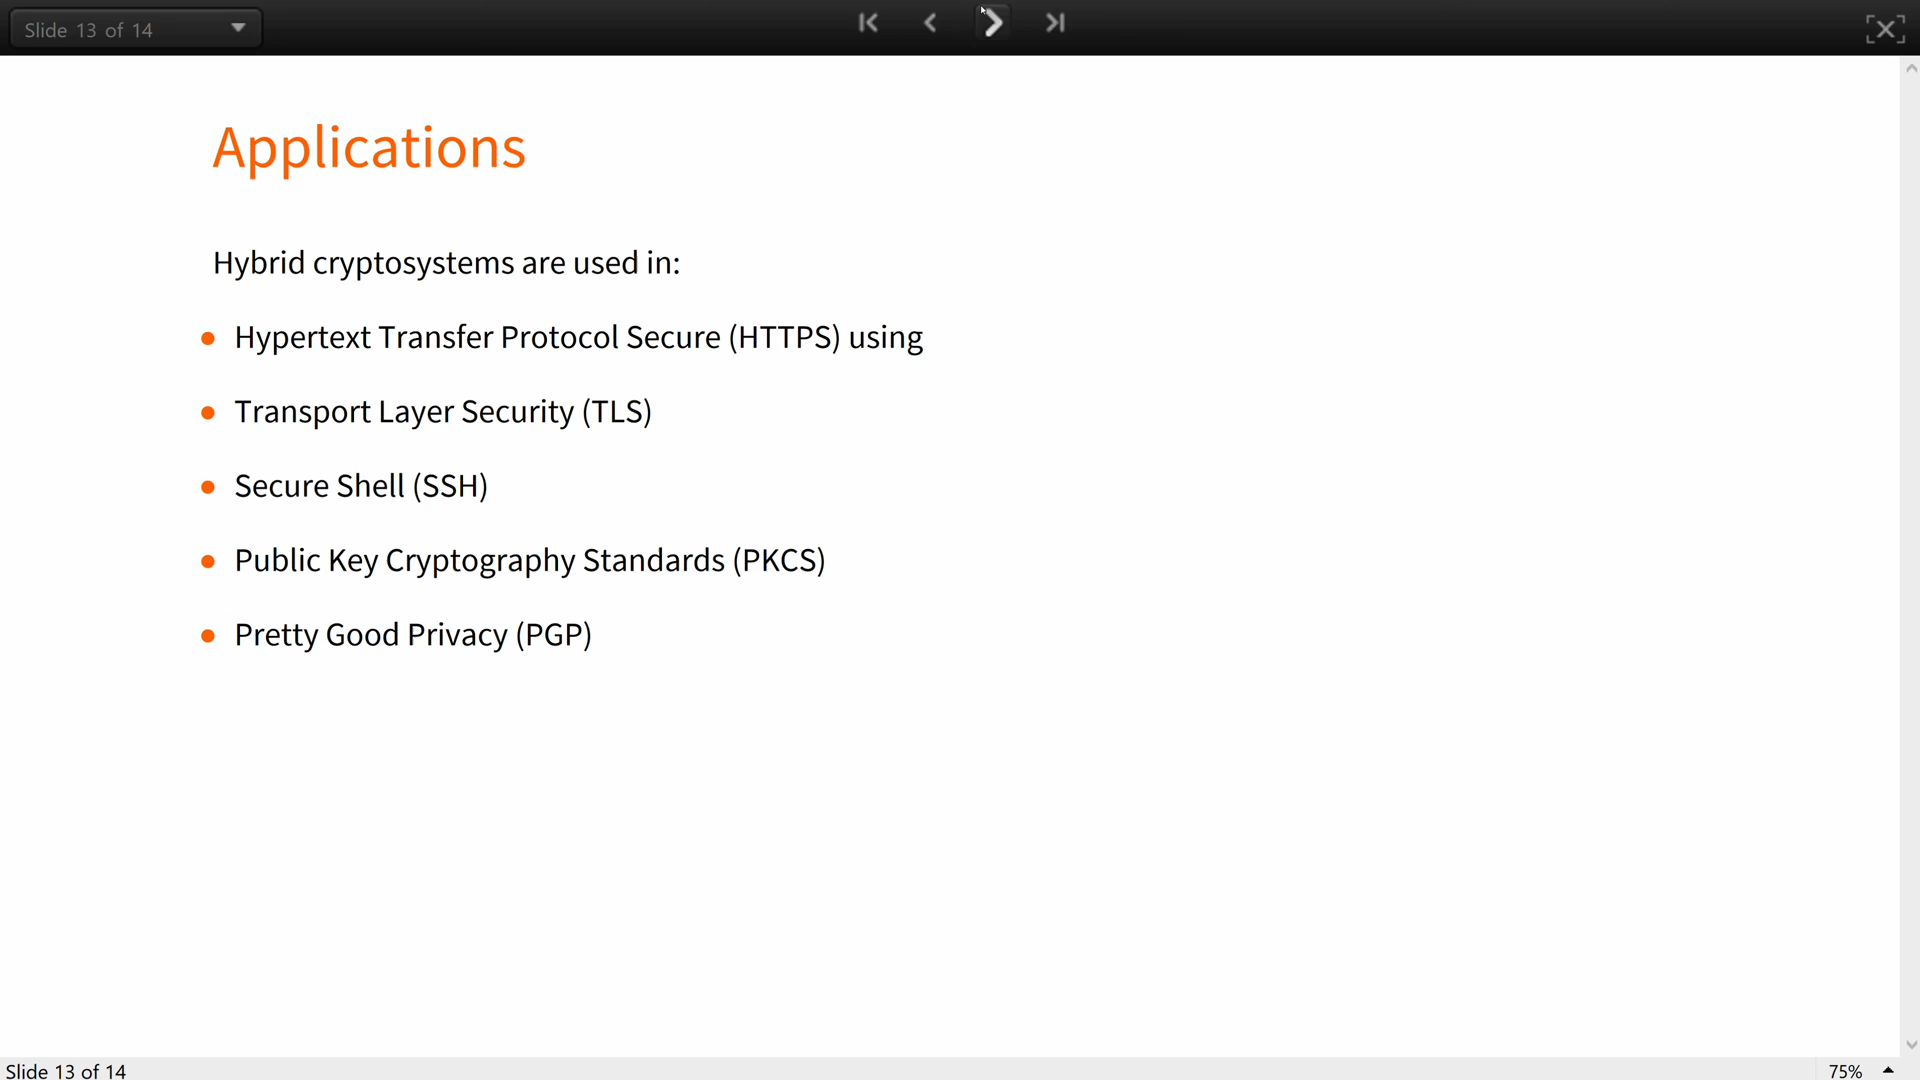 Slide 13 of 14
Applications
Hybrid cryptosystems are used in:
Hypertext Transfer Protocol Secure (HTTPS) using
Transport Layer Security (TLS)
Secure Shell (SSH)
Public Key Cryptography Standards (PKCS)
Pretty Good Privacy (PGP)
Slide 13 of 14
75%